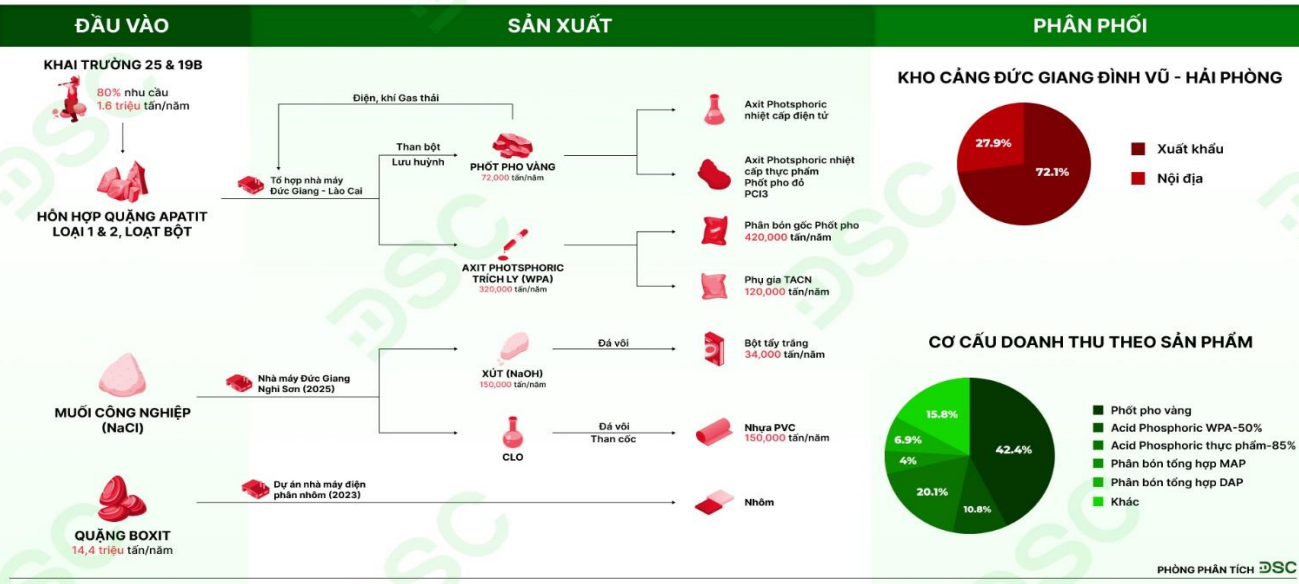 ĐẦU VÀO
SẢN XUẤT
PHÂN PHỐI
KHAI TRƯỜNG 25 & 19B
80% nhu cầu
1.6 triệu tấn/năm
HỖN HỢP QUẶNG APATIT
LOẠI 1 & 2, LOẠT BỘT
Điện, khí Gas thải
Tổ hợp nhà máy
Đức Giang - Lào Cai
Than bột
Lưu huỳnh
PHỐT PHO VÀNG
72,000 tấn/năm
AXIT PHOTSPHORIC
TRÍCH LY (WPA)
320,000 tấn/năm
Axit Photsphoric
nhiệt cấp điện tử
Axit Photsphoric nhiệt
cấp thực phẩm
Phốt pho đỏ
PCl3
Phân bón gốc Phốt pho
420,000 tấn/năm
Phụ gia TACN
120,000 tấn/năm
MUỐI CÔNG NGHIỆP
(NaCl)
Nhà máy Đức Giang
Nghi Sơn (2025)
XÚT (NaOH)
150,000 tấn/năm
Đá vôi
Bột tẩy trắng
34,000 tấn/năm
CLO
Đá vôi
Than cốc
Nhựa PVC
150,000 tấn/năm
QUẶNG BOXIT
14,4 triệu tấn/năm
Dự án nhà máy điện
phân nhôm (2023)
Nhôm
KHO CẢNG ĐỨC GIANG ĐÌNH VŨ - HẢI PHÒNG
27.9%
72.1%
Xuất khẩu
Nội địa
CƠ CẤU DOANH THU THEO SẢN PHẨM
15.8%
6.9%
4%
20.1%
10.8%
42.4%
Phốt pho vàng
Acid Phosphoric WPA-50%
Acid Phosphoric thực phẩm-85%
Phân bón tổng hợp MAP
Phân bón tổng hợp DAP
Khác
PHÒNG PHÂN TÍCH DSC